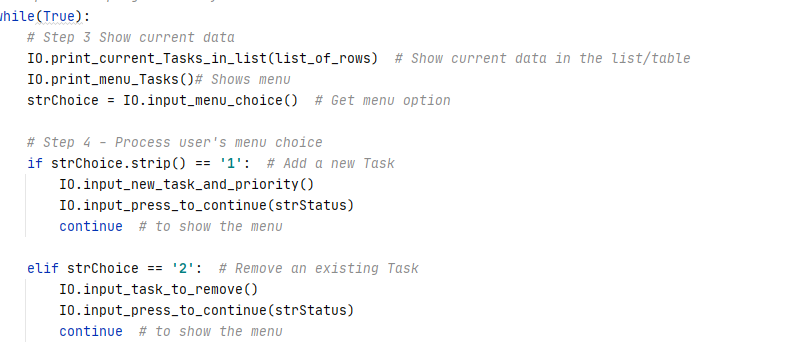 while(True):
# Step 3 Show current data
IO.print_current_Tasks_in_list(list_of_rows)  # Show current data in the list/table
IO.print_menu_Tasks()# Shows menu
strChoice = IO.input_menu_choice()  # Get menu option
# Step 4 - Process user's menu choice
if strChoice.strip() == '1':  # Add a new Task
IO.input_new_task_and_priority()
IO.input_press_to_continue(strStatus)
continue  # to show the menu
elif strChoice == '2':  # Remove an existing Task
IO.input_task_to_remove()
IO.input_press_to_continue(strStatus)
continue  # to show the menu